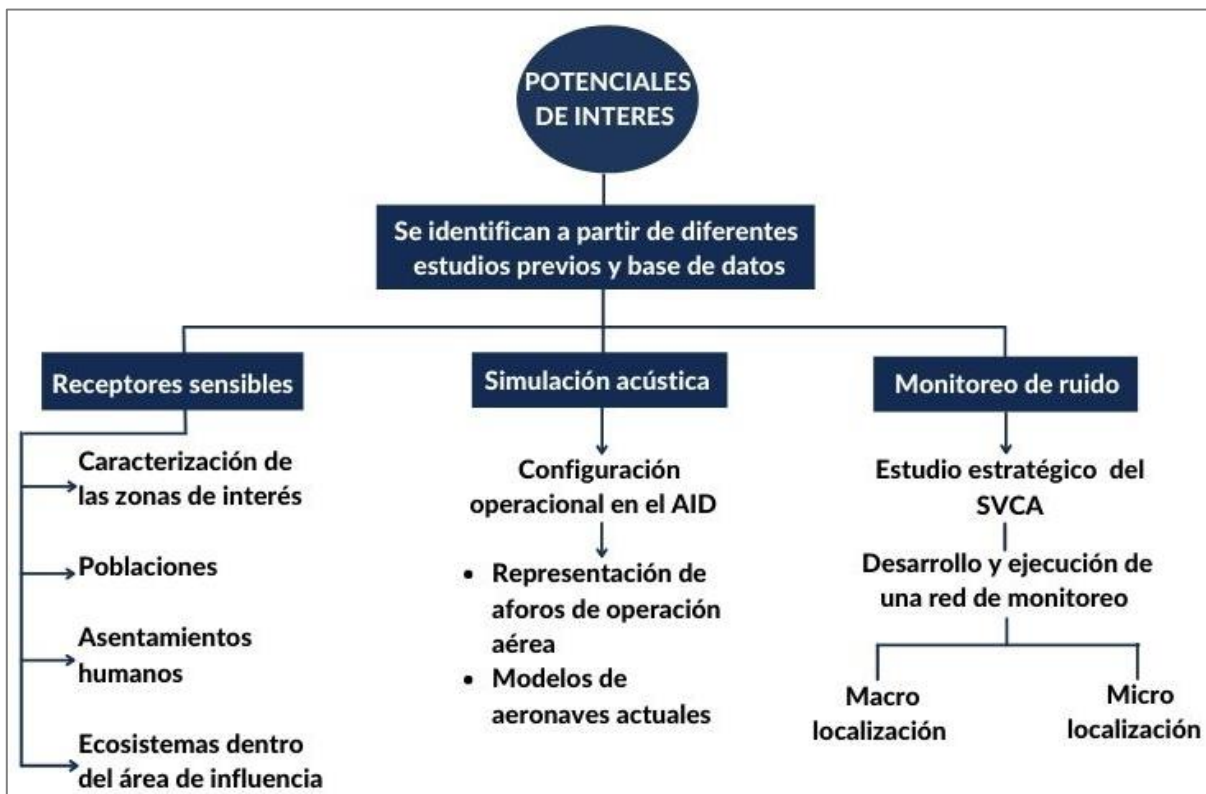 POTENCIALES
DE INTERES
Se identifican a partir de diferentes
estudios previos y base de datos
Receptores sensibles
Caracterización de
las zonas de interés
Poblaciones
Asentamientos
humanos
Ecosistemas dentro
del área de influencia
Simulación acústica
Configuración
operacional en el AID
• Representación de
aforos de operación
aérea
• Modelos de
aeronaves actuales
Monitoreo de ruido
Estudio estratégico del
SVCA
Desarrollo y ejecución de
una red de monitoreo
Macro
localización
Micro
localización